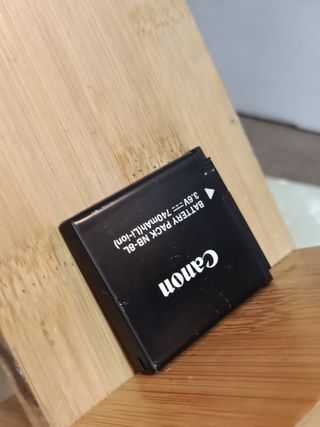 Canon
BATTERY PACK NB-8L
3.6V⎓740mAh(Li-ion)